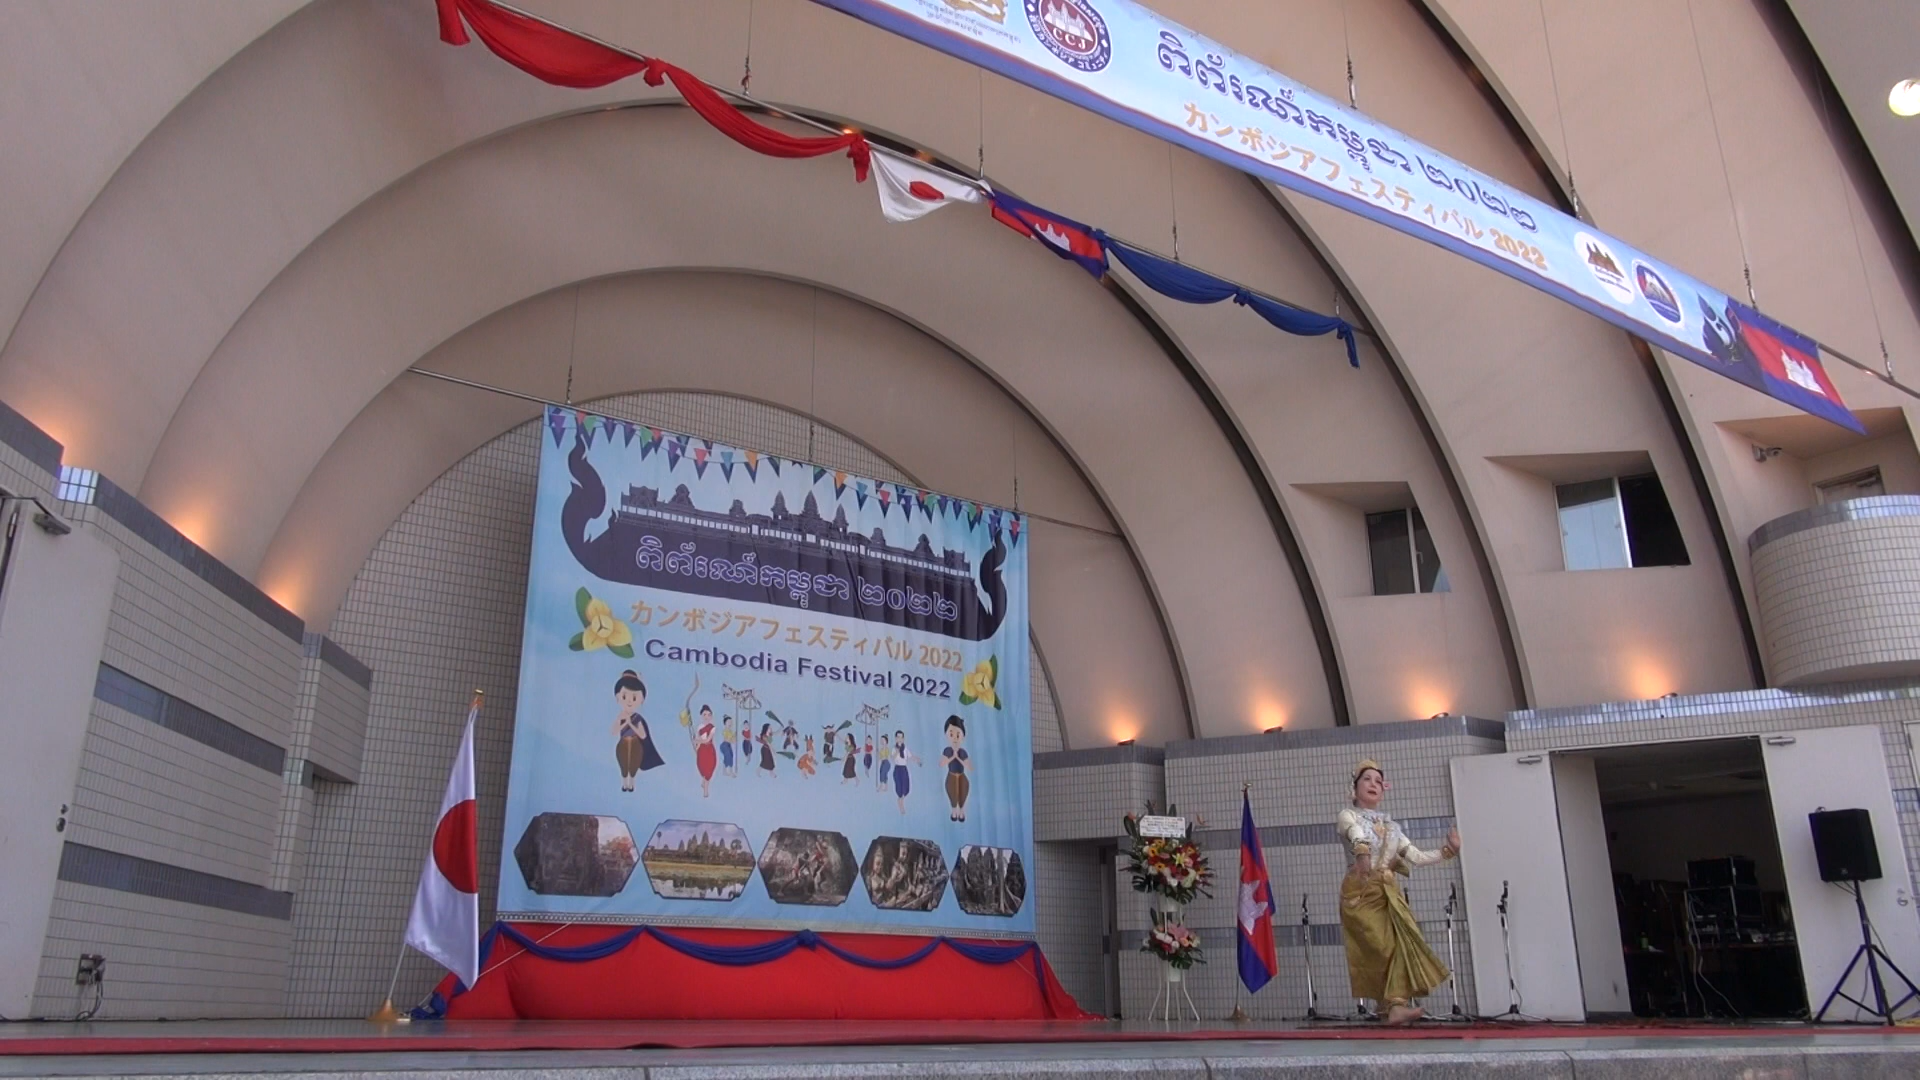 CCJ
ពិព័រណ៍កម្ពុជា ២០២២
カンボジアフェスティバル 2022
ពិព័រណ៍កម្ពុជា ២០២២
カンボジアフェスティバル 2022
Cambodia Festival 2022